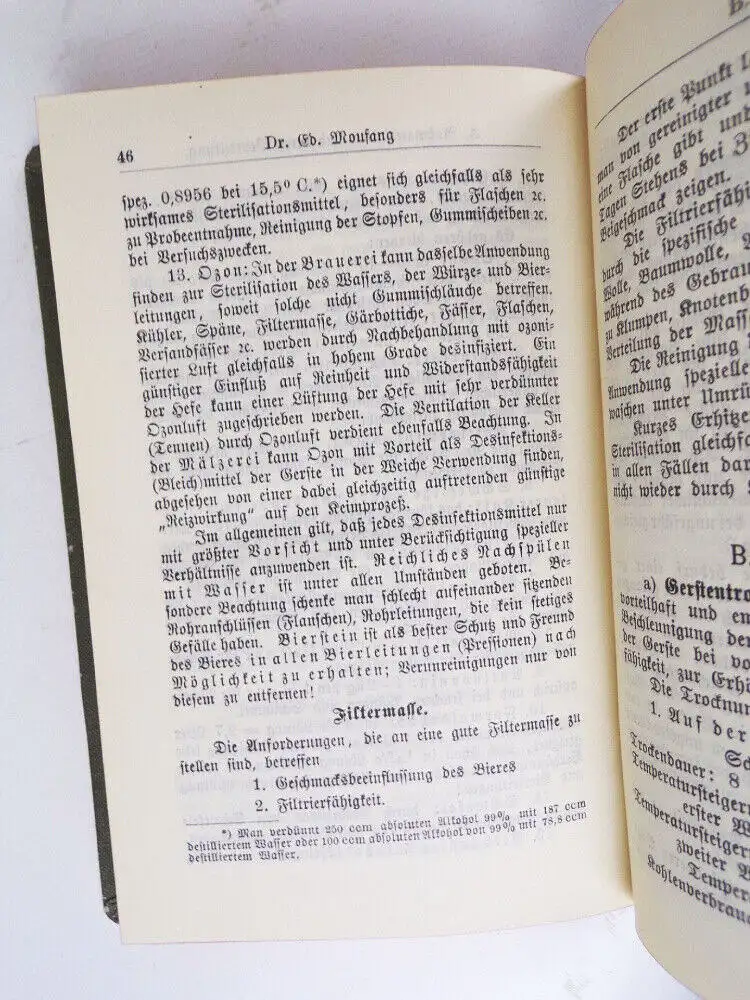 46
Dr. Ed. Moufang
spez. 0,8956 bei 15,5° C.*) eignet sich gleichfalls als sehr
wirksames Sterilisationsmittel, besonders für Flaschen ꝛc.
zu Probeentnahme, Reinigung der Stopfen, Gummischeiben ꝛc.
bei Versuchszwecken.
13. Ozon: In der Brauerei kann dasselbe Anwendung
finden zur Sterilisation des Wassers, der Würze- und Bier-
leitungen, soweit solche nicht Gummischläuche betreffen.
Kühler, Späne, Filtermasse, Gärbottiche, Fässer, Flaschen,
Versandfässer ꝛc. werden durch Nachbehandlung mit ozoni-
sierter Luft gleichfalls in hohem Grade desinfiziert. Ein
günstiger Einfluß auf Reinheit und Widerstandsfähigkeit
der Hefe kann einer Lüftung der Hefe mit sehr verdünnter
Ozonluft zugeschrieben werden. Die Ventilation der Keller
(Tennen) durch Ozonluft verdient ebenfalls Beachtung. In
der Mälzerei kann Ozon mit Vorteil als Desinfektions-
(Bleich)mittel der Gerste in der Weiche Verwendung finden,
abgesehen von einer dabei gleichzeitig auftretenden günstige
„Reizwirkung“ auf den Keimprozeß.
Im allgemeinen gilt, daß jedes Desinfektionsmittel nur
mit größter Vorsicht und unter Berücksichtigung spezieller
Verhältnisse anzuwenden ist. Reichliches Nachspülen
mit Wasser ist unter allen Umständen geboten. Be-
sondere Beachtung schenke man schlecht aufeinander sitzenden
Rohranschlüssen (Flanschen), Rohrleitungen, die kein stetiges
Gefälle haben. Bierstein ist als bester Schutz und Freund
des Bieres in allen Bierleitungen (Pressionen) nach
Möglichkeit zu erhalten; Verunreinigungen nur von
diesem zu entfernen!
Filtermasse.
Die Anforderungen, die an eine gute Filtermasse zu
stellen sind, betreffen
1. Geschmacksbeeinflussung des Bieres
2. Filtrierfähigkeit.
*) Man verdünnt 250 ccm absoluten Alkohol 99% mit 187 ccm
destilliertem Wasser oder 100 ccm absoluten Alkohol von 99% mit 78,8 ccm
destilliertem Wasser.
Der erste Punkt
man von gereinigter
eine Flasche gibt und
Tagen Stehens bei
Beigeschmack zeigen.
Die Filtrierfähig
durch die spezifische
Wolle, Baumwolle,
während des Gebrau
zu Klumpen, Knotenb
Verteilung der Masse
Die Reinigung
Anwendung spezielle
waschen unter Umrü
Kurzes Erhitze
Sterilisation gleichfa
in allen Fällen dar
nicht wieder durch
B.
a) Gerstentro
vorteilhaft und em
Beschleunigung der
der Gerste bei vo
fähigkeit, zur Erhö
Die Trocknun
1. Auf der
Sch
Trockendauer: 8
Temperatursteiger
erster W
Temperatursteiger
zweiter W
Tempera
Kohlenverbrau